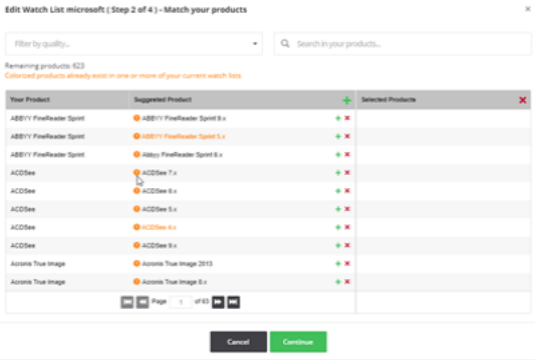 Edit Watch List microsoft ( Step 2 of 4 ) - Match your products
Filter by quality...
Search in your products...
Remaining products: 623
Colorized products already exist in one or more of your current watch lists.
Your Product Suggested Product Selected Products
ABBYY FineReader Sprint ABBYY FineReader Sprint 9.x
ABBYY FineReader Sprint ABBYY FineReader Sprint 5.x
ABBYY FineReader Sprint Abbyy FineReader Sprint 6.x
ACDSee ACDSee 7.x
ACDSee ACDSee 6.x
ACDSee ACDSee 5.x
ACDSee ACDSee 4.x
ACDSee ACDSee 9.x
Acronis True Image Acronis True Image 2013
Acronis True Image Acronis True Image 8.x
Page 1 of 63
Cancel Continue